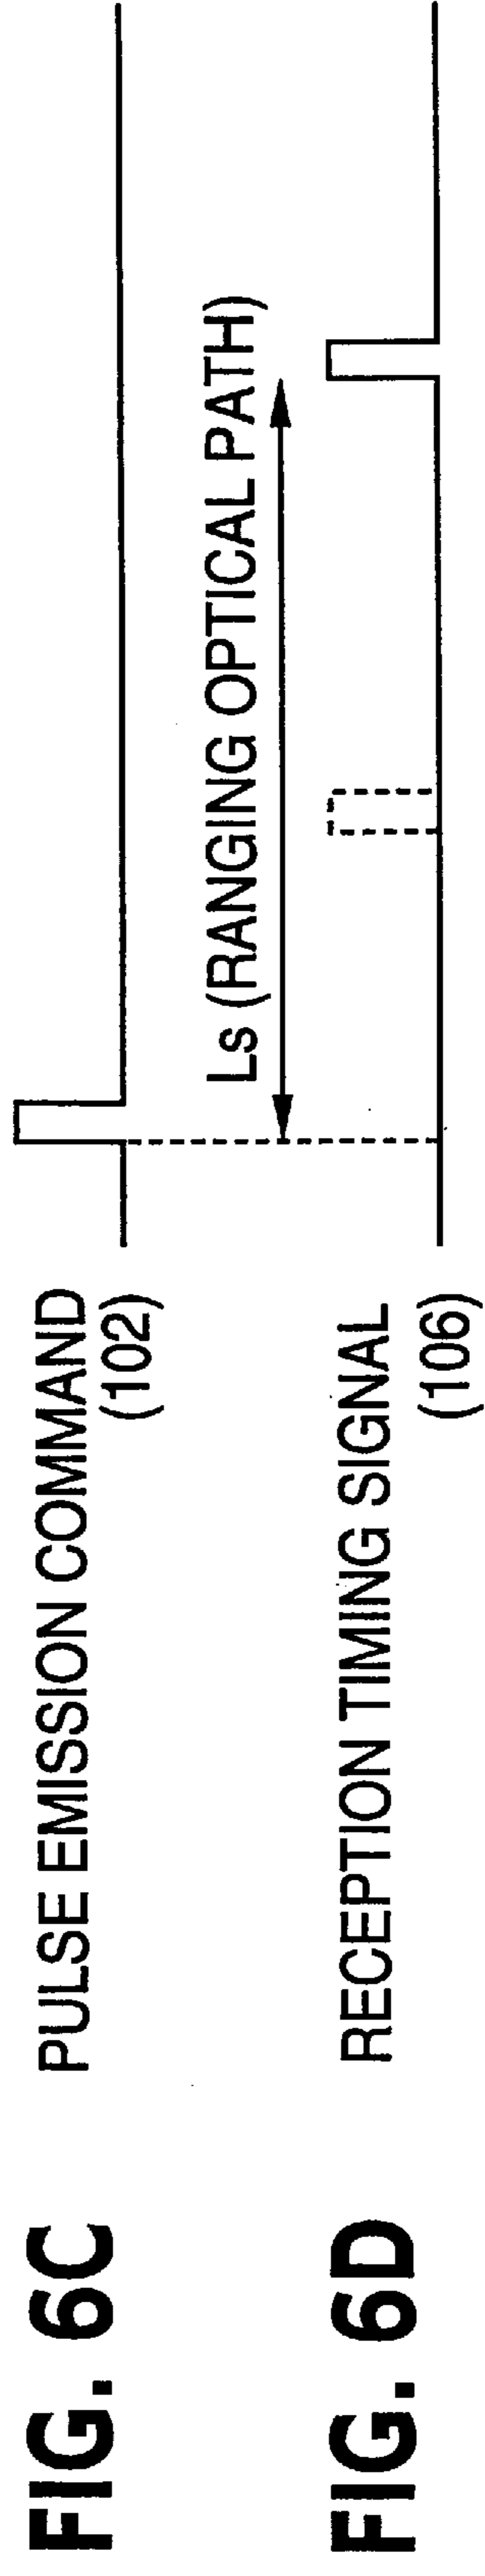 FIG. 6C
PULSE EMISSION COMMAND
(102)
Ls (RANGING OPTICAL PATH)
FIG. 6D
RECEPTION TIMING SIGNAL
(106)